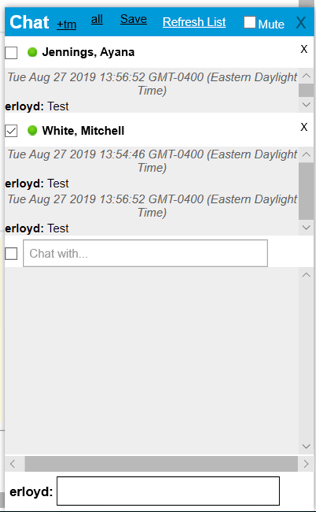 Chat +tm all Save Refresh List Mute X
Jennings, Ayana X
Tue Aug 27 2019 13:56:52 GMT-0400 (Eastern Daylight
Time)
erloyd: Test
White, Mitchell X
Tue Aug 27 2019 13:54:46 GMT-0400 (Eastern Daylight
Time)
erloyd: Test
Tue Aug 27 2019 13:56:52 GMT-0400 (Eastern Daylight
Time)
erloyd: Test
Chat with...
erloyd: